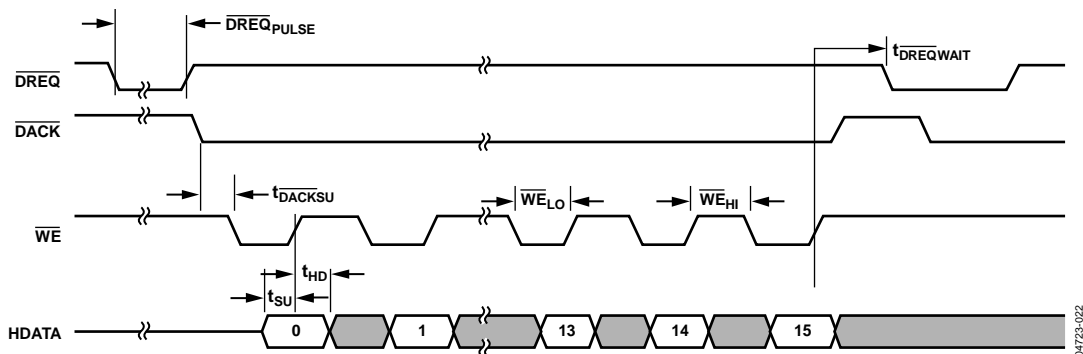 DREQPULSE
tDREQWAIT
DREQ
DACK
tDACKSU
WELO
WEHI
WE
tHD
tSU
HDATA
0 1 13 14 15
04723-022